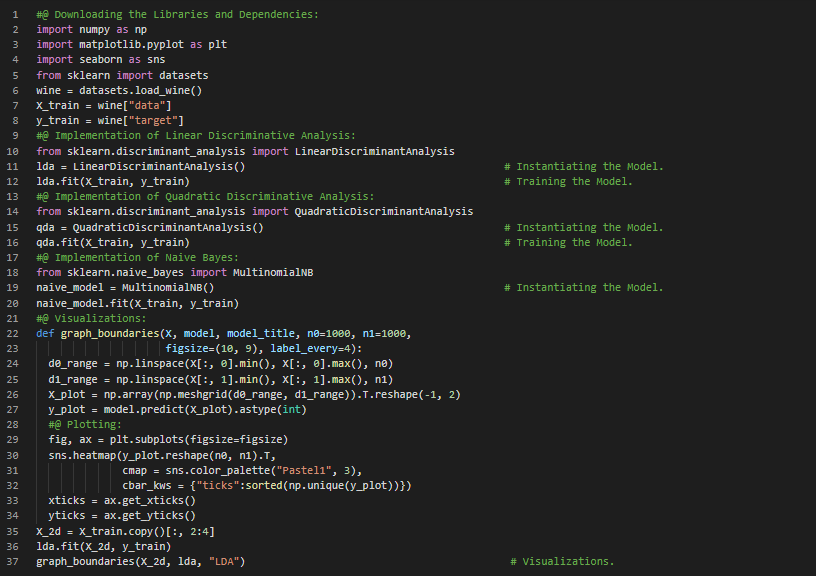 1 #@ Downloading the Libraries and Dependencies:
2 import numpy as np
3 import matplotlib.pyplot as plt
4 import seaborn as sns
5 from sklearn import datasets
6 wine = datasets.load_wine()
7 X_train = wine["data"]
8 y_train = wine["target"]
9 #@ Implementation of Linear Discriminative Analysis:
10 from sklearn.discriminant_analysis import LinearDiscriminantAnalysis
11 lda = LinearDiscriminantAnalysis() # Instantiating the Model.
12 lda.fit(X_train, y_train) # Training the Model.
13 #@ Implementation of Quadratic Discriminative Analysis:
14 from sklearn.discriminant_analysis import QuadraticDiscriminantAnalysis
15 qda = QuadraticDiscriminantAnalysis() # Instantiating the Model.
16 qda.fit(X_train, y_train) # Training the Model.
17 #@ Implementation of Naive Bayes:
18 from sklearn.naive_bayes import MultinomialNB
19 naive_model = MultinomialNB() # Instantiating the Model.
20 naive_model.fit(X_train, y_train)
21 #@ Visualizations:
22 def graph_boundaries(X, model, model_title, n0=1000, n1=1000,
23 figsize=(10, 9), label_every=4):
24 d0_range = np.linspace(X[:, 0].min(), X[:, 0].max(), n0)
25 d1_range = np.linspace(X[:, 1].min(), X[:, 1].max(), n1)
26 X_plot = np.array(np.meshgrid(d0_range, d1_range)).T.reshape(-1, 2)
27 y_plot = model.predict(X_plot).astype(int)
28 #@ Plotting:
29 fig, ax = plt.subplots(figsize=figsize)
30 sns.heatmap(y_plot.reshape(n0, n1).T,
31 cmap = sns.color_palette("Pastel1", 3),
32 cbar_kws = {"ticks":sorted(np.unique(y_plot))})
33 xticks = ax.get_xticks()
34 yticks = ax.get_yticks()
35 X_2d = X_train.copy()[:, 2:4]
36 lda.fit(X_2d, y_train)
37 graph_boundaries(X_2d, lda, "LDA") # Visualizations.